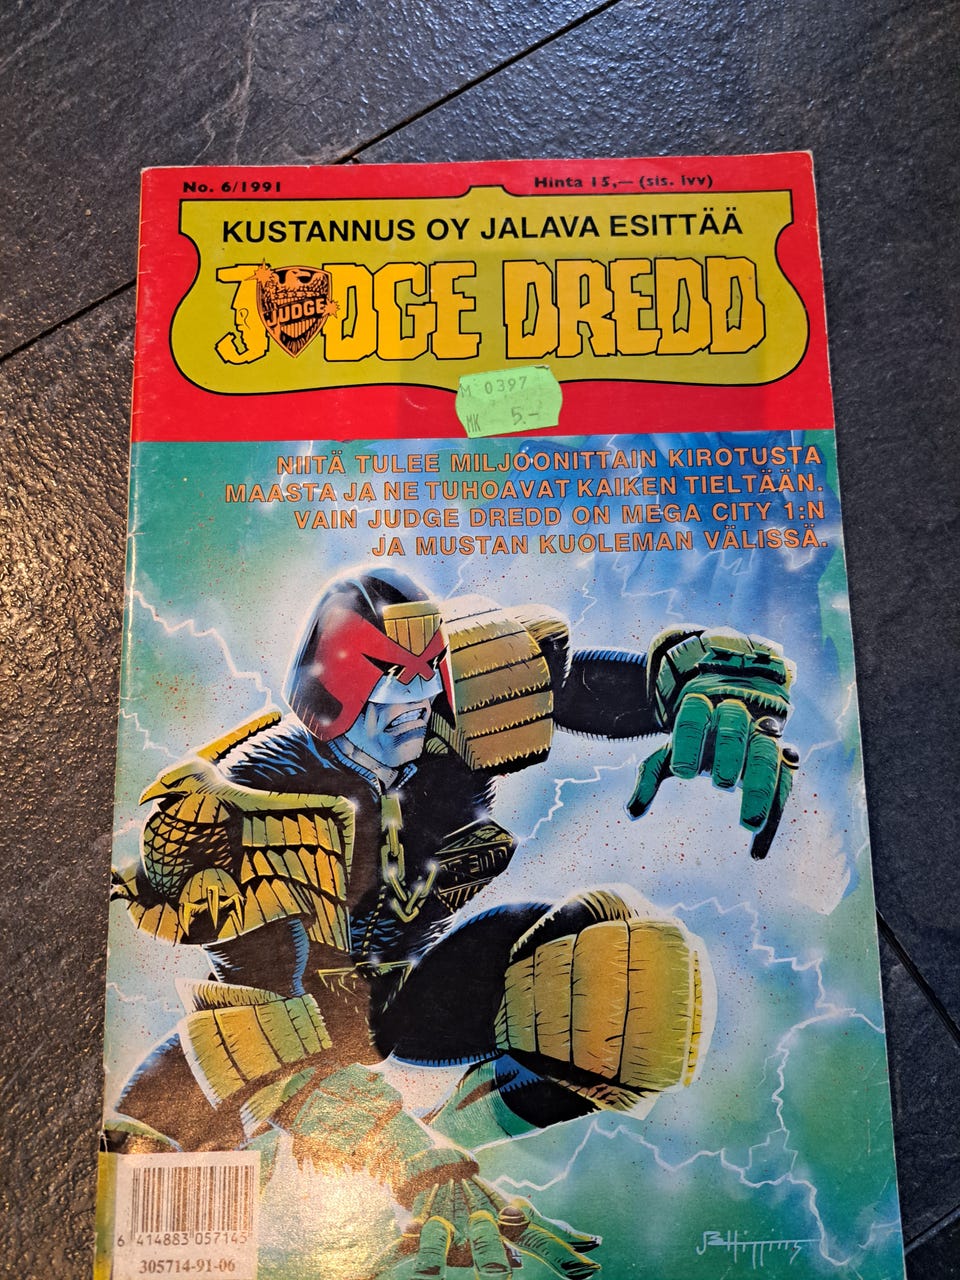 No. 6/1991
Hinta 15,— (sis. lvv)
KUSTANNUS OY JALAVA ESITTÄÄ
JUDGE DREDD
JUDGE
M 0397
MK 5.-
NIITÄ TULEE MILJOONITTAIN KIROTUSTA
MAASTA JA NE TUHOAVAT KAIKEN TIELTÄÄN.
VAIN JUDGE DREDD ON MEGA CITY 1:N
JA MUSTAN KUOLEMAN VÄLISSÄ.
6 414883 057145
305714-91-06
JBHiggins